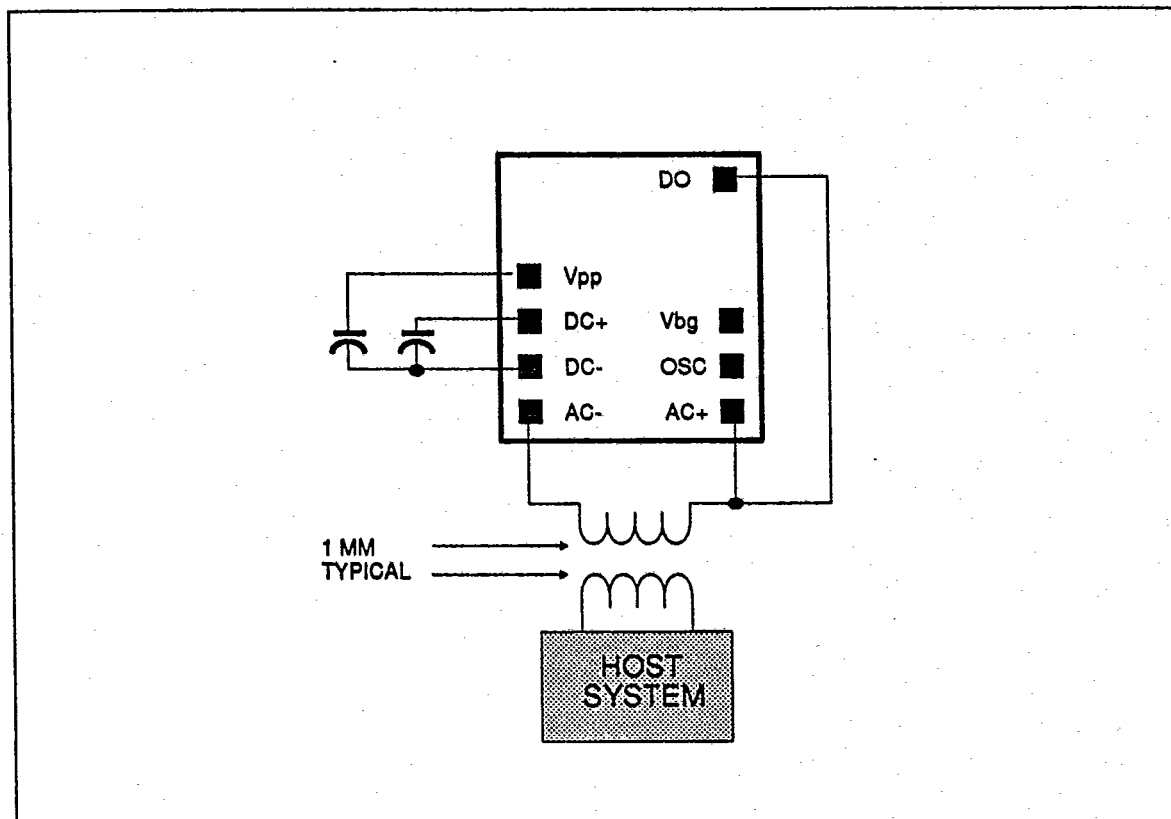 DO
Vpp
DC+
Vbg
DC-
OSC
AC-
AC+
1 MM
TYPICAL
HOST
SYSTEM